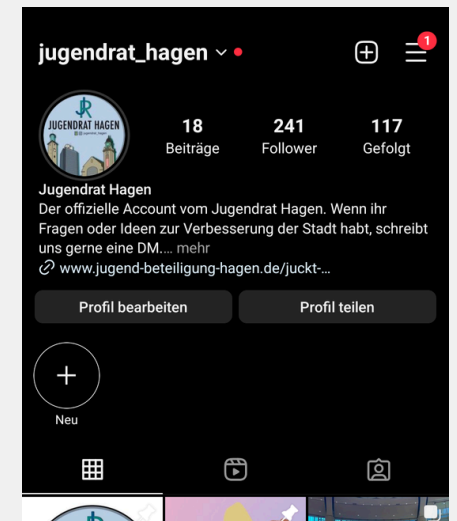 jugendrat_hagen
1
JR
JUGENDRAT HAGEN
18
241
117
Beiträge
Follower
Gefolgt
Jugendrat Hagen
Der offizielle Account vom Jugendrat Hagen. Wenn ihr
Fragen oder Ideen zur Verbesserung der Stadt habt, schreibt
uns gerne eine DM.... mehr
www.jugend-beteiligung-hagen.de/juckt-...
Profil bearbeiten
Profil teilen
Neu